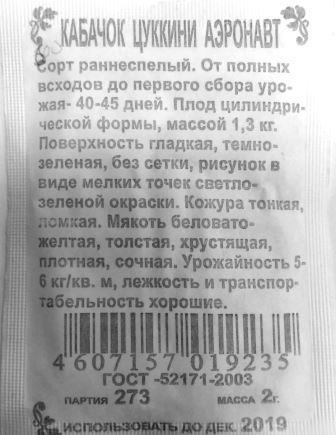 КАБАЧОК ЦУККИНИ АЭРОНАВТ
Сорт раннеспелый. От полных
всходов до первого сбора уро-
жая- 40-45 дней. Плод цилиндри-
ческой формы, массой 1,3 кг.
Поверхность гладкая, темно-
зеленая, без сетки, рисунок в
виде мелких точек светло-
зеленой окраски. Кожура тонкая,
ломкая. Мякоть беловато-
желтая, толстая, хрустящая,
плотная, сочная. Урожайность 5-
6 кг/кв. м, лежкость и транспор-
табельность хорошие.
4 607157 019235
ГОСТ -52171-2003
ПАРТИЯ 273 МАССА 2г.
ИСПОЛЬЗОВАТЬ ДО ДЕК. 2019